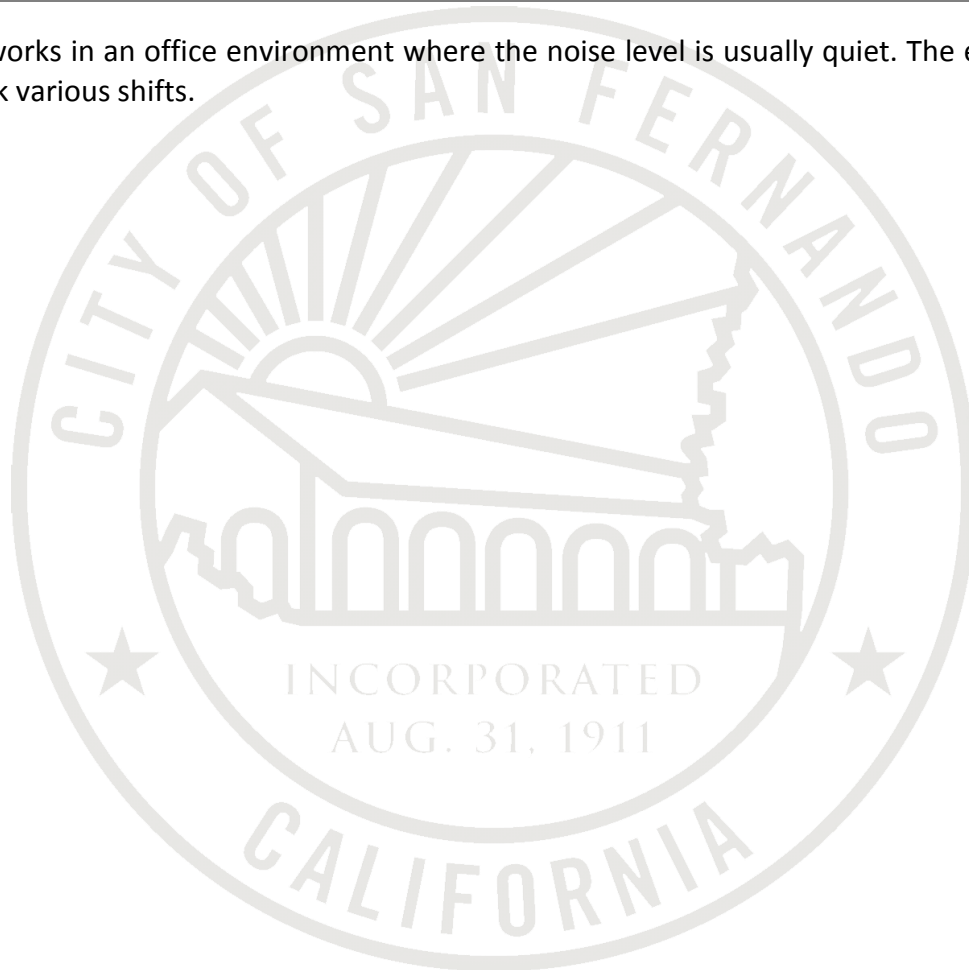 works in an office environment where the noise level is usually quiet. The
various shifts.
CITY OF SAN FERNANDO
INCORPORATED
AUG. 31, 1911
CALIFORNIA